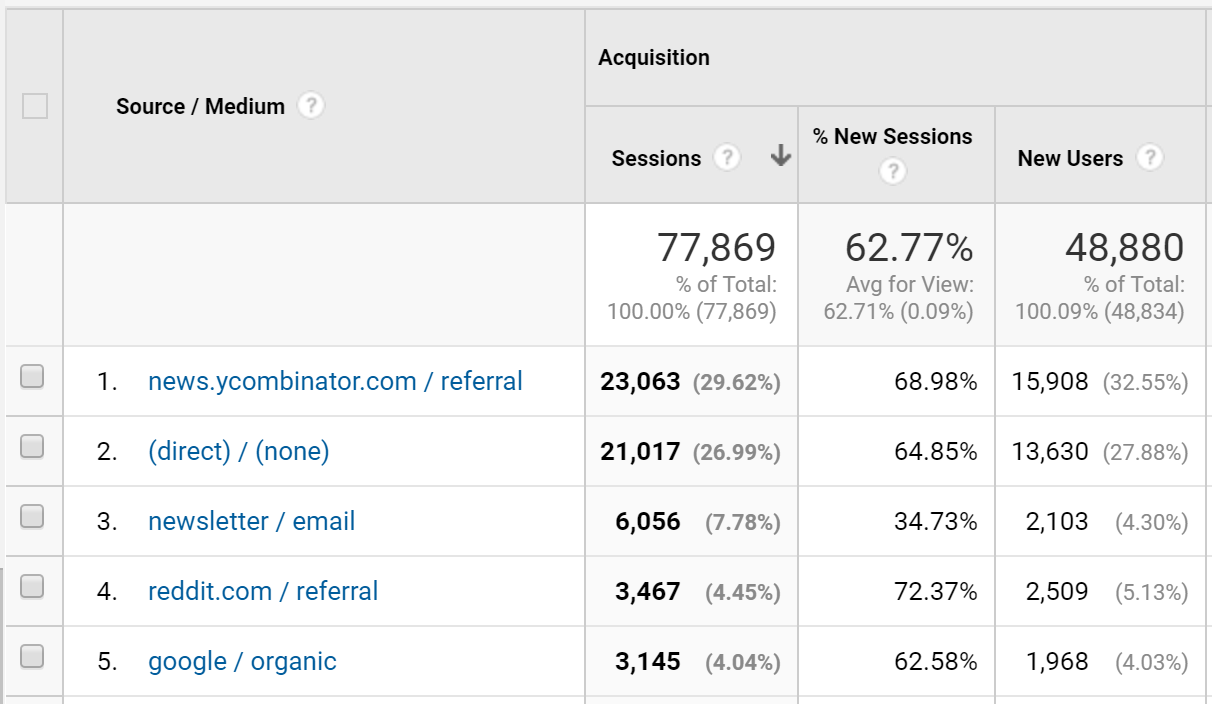 Acquisition
Source / Medium ?
Sessions ? % New Sessions ? New Users ?
77,869 62.77% 48,880
% of Total: Avg for View: % of Total:
100.00% (77,869) 62.71% (0.09%) 100.09% (48,834)
1. news.ycombinator.com / referral 23,063 (29.62%) 68.98% 15,908 (32.55%)
2. (direct) / (none) 21,017 (26.99%) 64.85% 13,630 (27.88%)
3. newsletter / email 6,056 (7.78%) 34.73% 2,103 (4.30%)
4. reddit.com / referral 3,467 (4.45%) 72.37% 2,509 (5.13%)
5. google / organic 3,145 (4.04%) 62.58% 1,968 (4.03%)